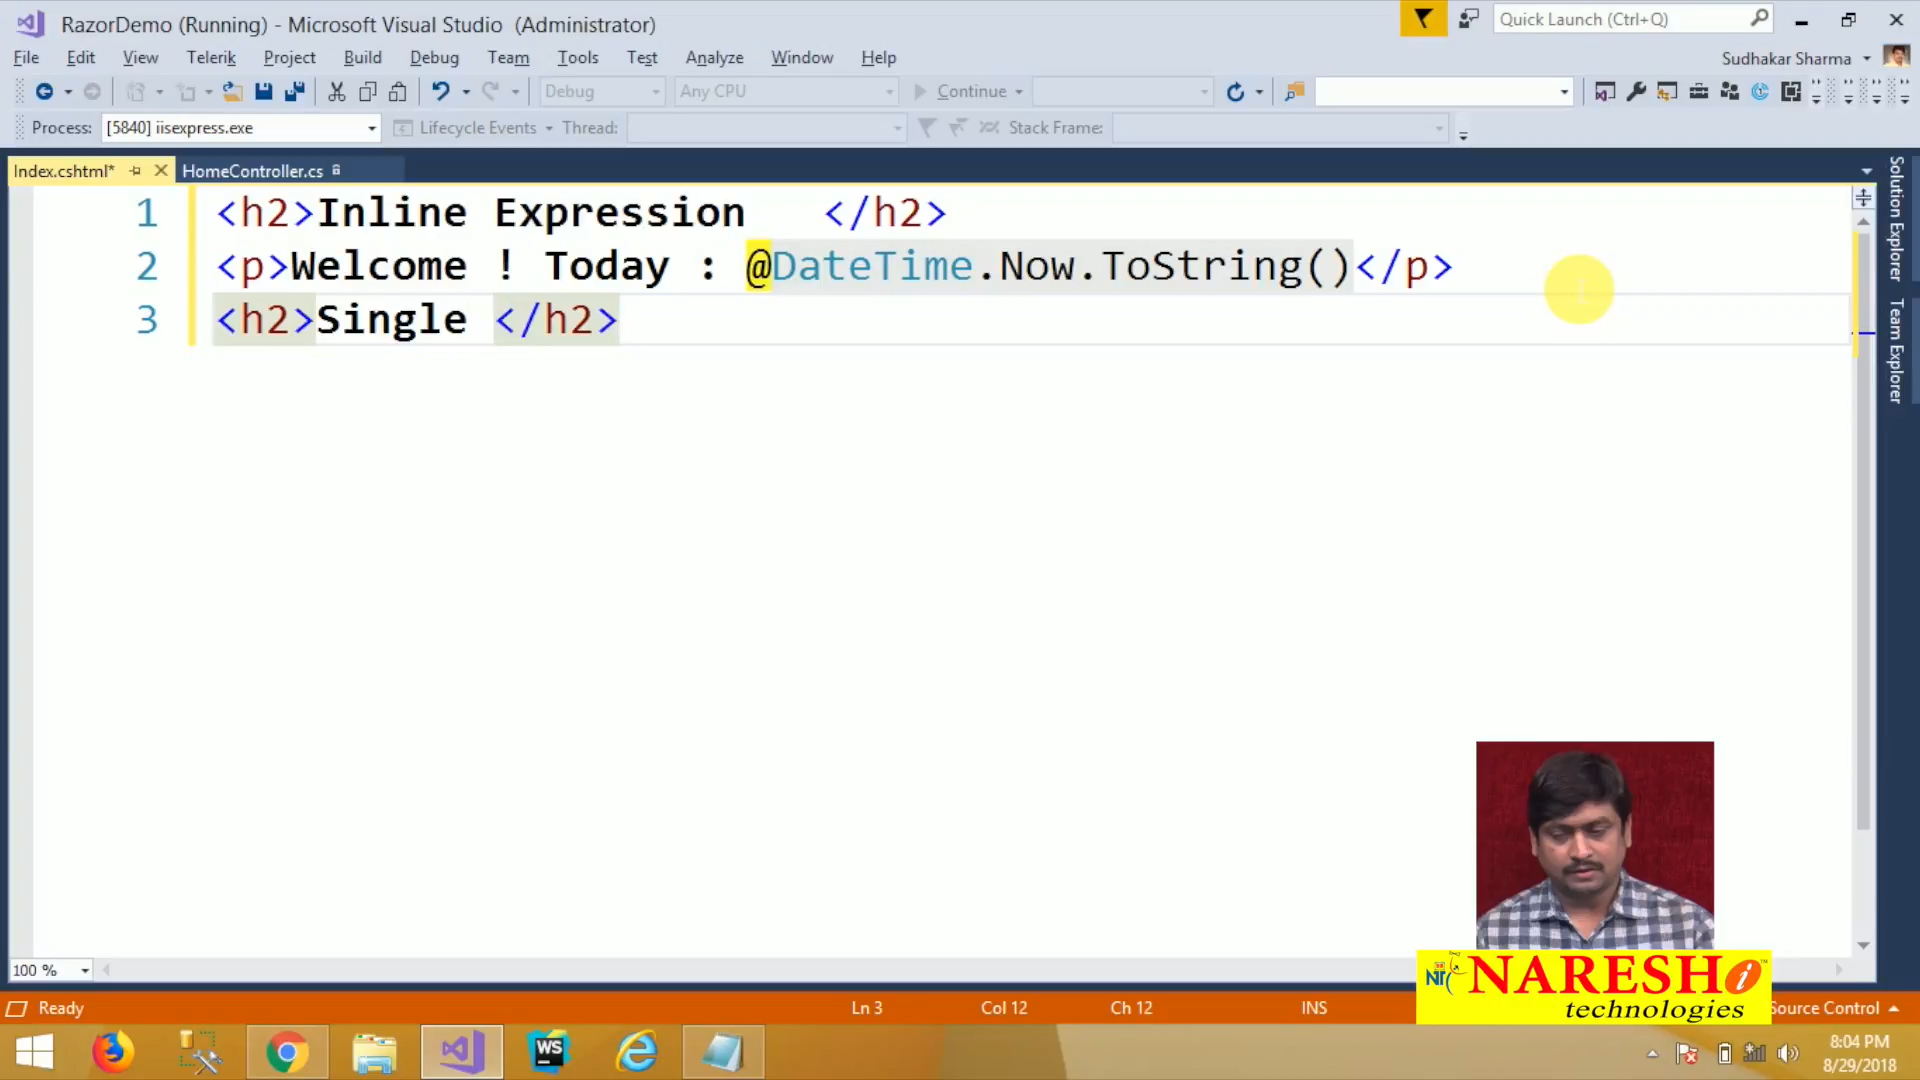 RazorDemo (Running) - Microsoft Visual Studio (Administrator)
Quick Launch (Ctrl+Q)
File Edit View Telerik Project Build Debug Team Tools Test Analyze Window Help
Sudhakar Sharma
Debug Any CPU Continue
Process: [5840] iisexpress.exe Lifecycle Events Thread: Stack Frame:
Index.cshtml* HomeController.cs
Solution Explorer
Team Explorer
1 <h2>Inline Expression </h2>
2 <p>Welcome ! Today : @DateTime.Now.ToString()</p>
3 <h2>Single </h2>
100 %
NARESH i
technologies
Ready Ln 3 Col 12 Ch 12 INS Source Control
WS
8:04 PM
8/29/2018